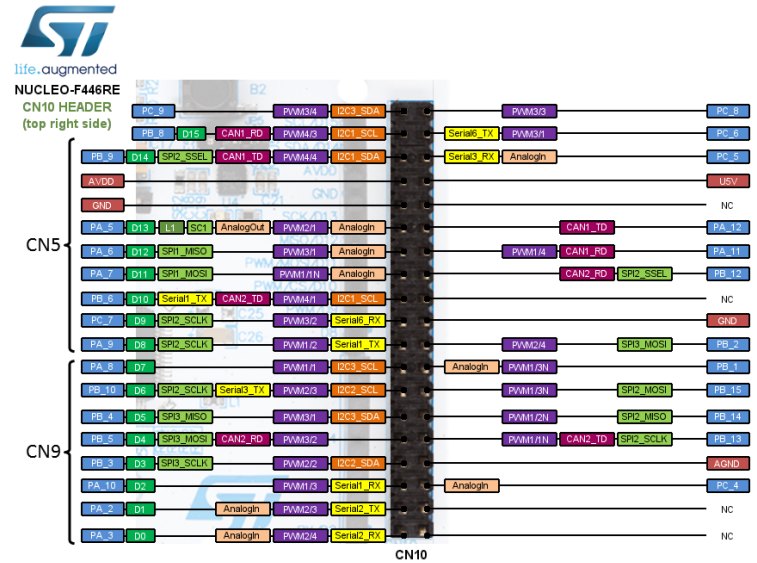 life.augmented
NUCLEO-F446RE
CN10 HEADER
(top right side)
B2
PC_9 PWM3/4 I2C3_SDA PWM3/3 PC_8
PB_8 D15 CAN1_RD PWM4/3 I2C1_SCL Serial6_TX PWM3/1 PC_6
PB_9 D14 SPI2_SSEL CAN1_TD PWM4/4 I2C1_SDA Serial3_RX AnalogIn PC_5
AVDD U5V
GND NC
PA_5 D13 L1 SC1 AnalogOut PWM2/1 AnalogIn CAN1_TD PA_12
CN5
PA_6 D12 SPI1_MISO PWM3/1 AnalogIn PWM1/4 CAN1_RD PA_11
PA_7 D11 SPI1_MOSI PWM1/1N AnalogIn CAN2_RD SPI2_SSEL PB_12
PB_6 D10 Serial1_TX CAN2_TD PWM4/1 I2C1_SCL NC
PC_7 D9 SPI2_SCLK PWM3/2 Serial6_RX GND
PA_9 D8 SPI2_SCLK PWM1/2 Serial1_TX PWM2/4 SPI3_MOSI PB_2
PA_8 D7 PWM1/1 I2C3_SCL AnalogIn PWM1/3N PB_1
PB_10 D6 SPI2_SCLK Serial3_TX PWM2/3 I2C2_SCL PWM1/3N SPI2_MOSI PB_15
PB_4 D5 SPI3_MISO PWM3/1 I2C3_SDA PWM1/2N SPI2_MISO PB_14
PB_5 D4 SPI3_MOSI CAN2_RD PWM3/2 PWM1/1N CAN2_TD SPI2_SCLK PB_13
CN9
PB_3 D3 SPI3_SCLK PWM2/2 I2C2_SDA AGND
PA_10 D2 PWM1/3 Serial1_RX AnalogIn PC_4
PA_2 D1 AnalogIn PWM2/3 Serial2_TX NC
PA_3 D0 AnalogIn PWM2/4 Serial2_RX NC
CN10